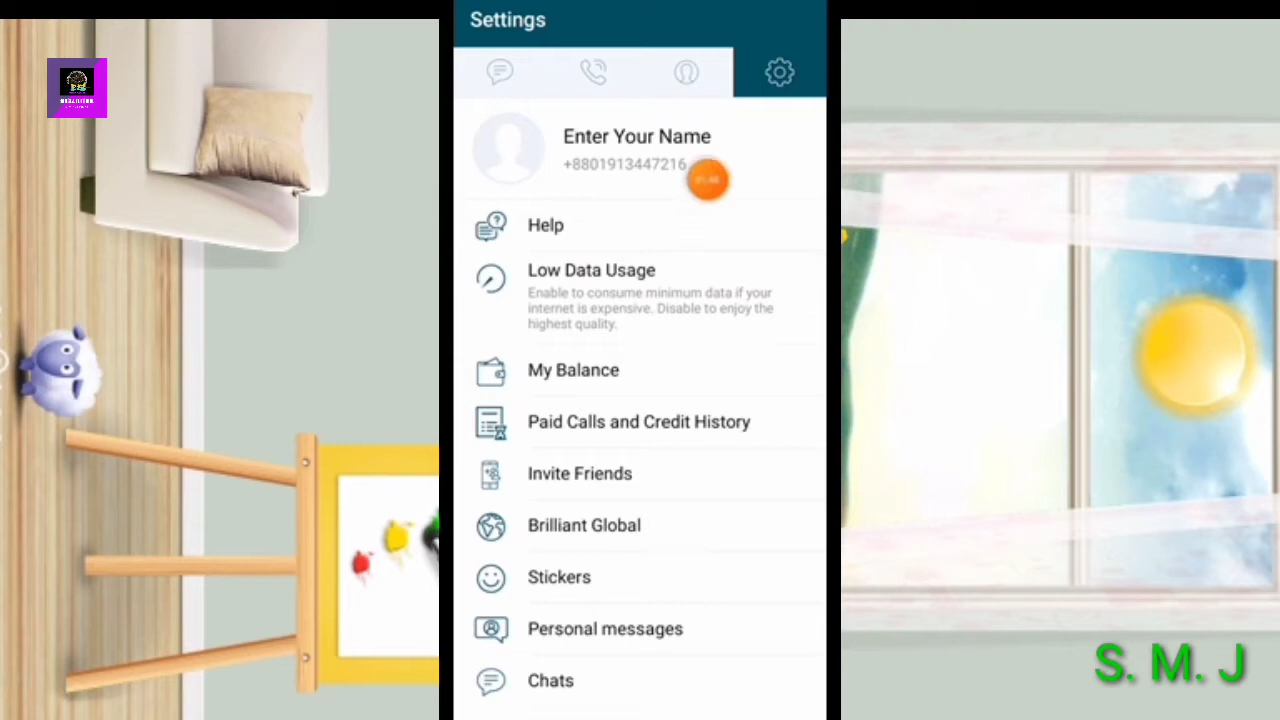 Settings
Enter Your Name
+8801913447216
Help
Low Data Usage
Enable to consume minimum data if your
internet is expensive. Disable to enjoy the
highest quality.
My Balance
Paid Calls and Credit History
Invite Friends
Brilliant Global
Stickers
Personal messages
Chats
S. M. J